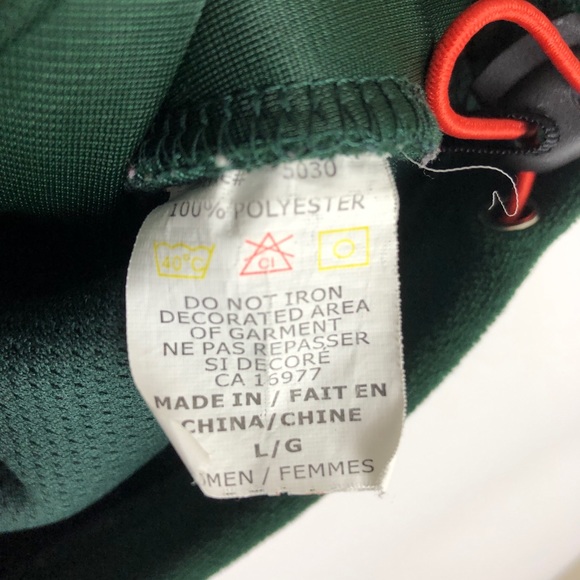 5030
100% POLYESTER
40°C Cl
DO NOT IRON
DECORATED AREA
OF GARMENT
NE PAS REPASSER
SI DECORÉ
CA 16977
MADE IN / FAIT EN
CHINA/CHINE
L/G
OMEN / FEMMES